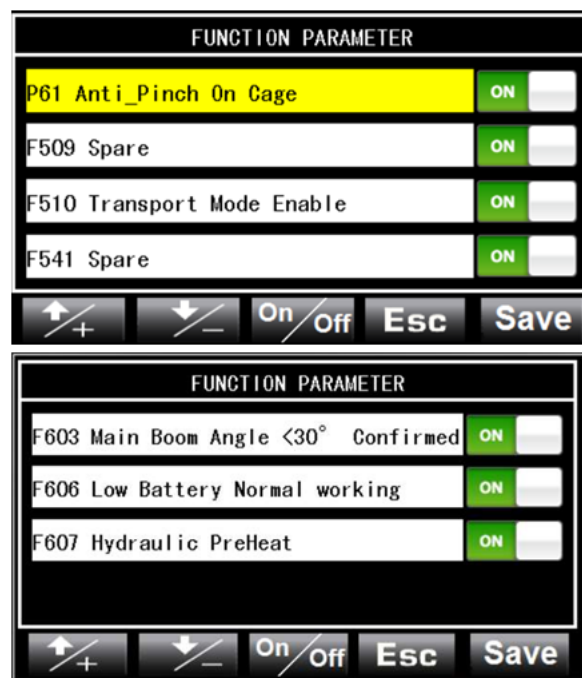 FUNCTION PARAMETER
P61 Anti_Pinch On Cage ON
F509 Spare ON
F510 Transport Mode Enable ON
F541 Spare ON
+ − On/Off Esc Save
FUNCTION PARAMETER
F603 Main Boom Angle <30° Confirmed ON
F606 Low Battery Normal working ON
F607 Hydraulic PreHeat ON
+ − On/Off Esc Save